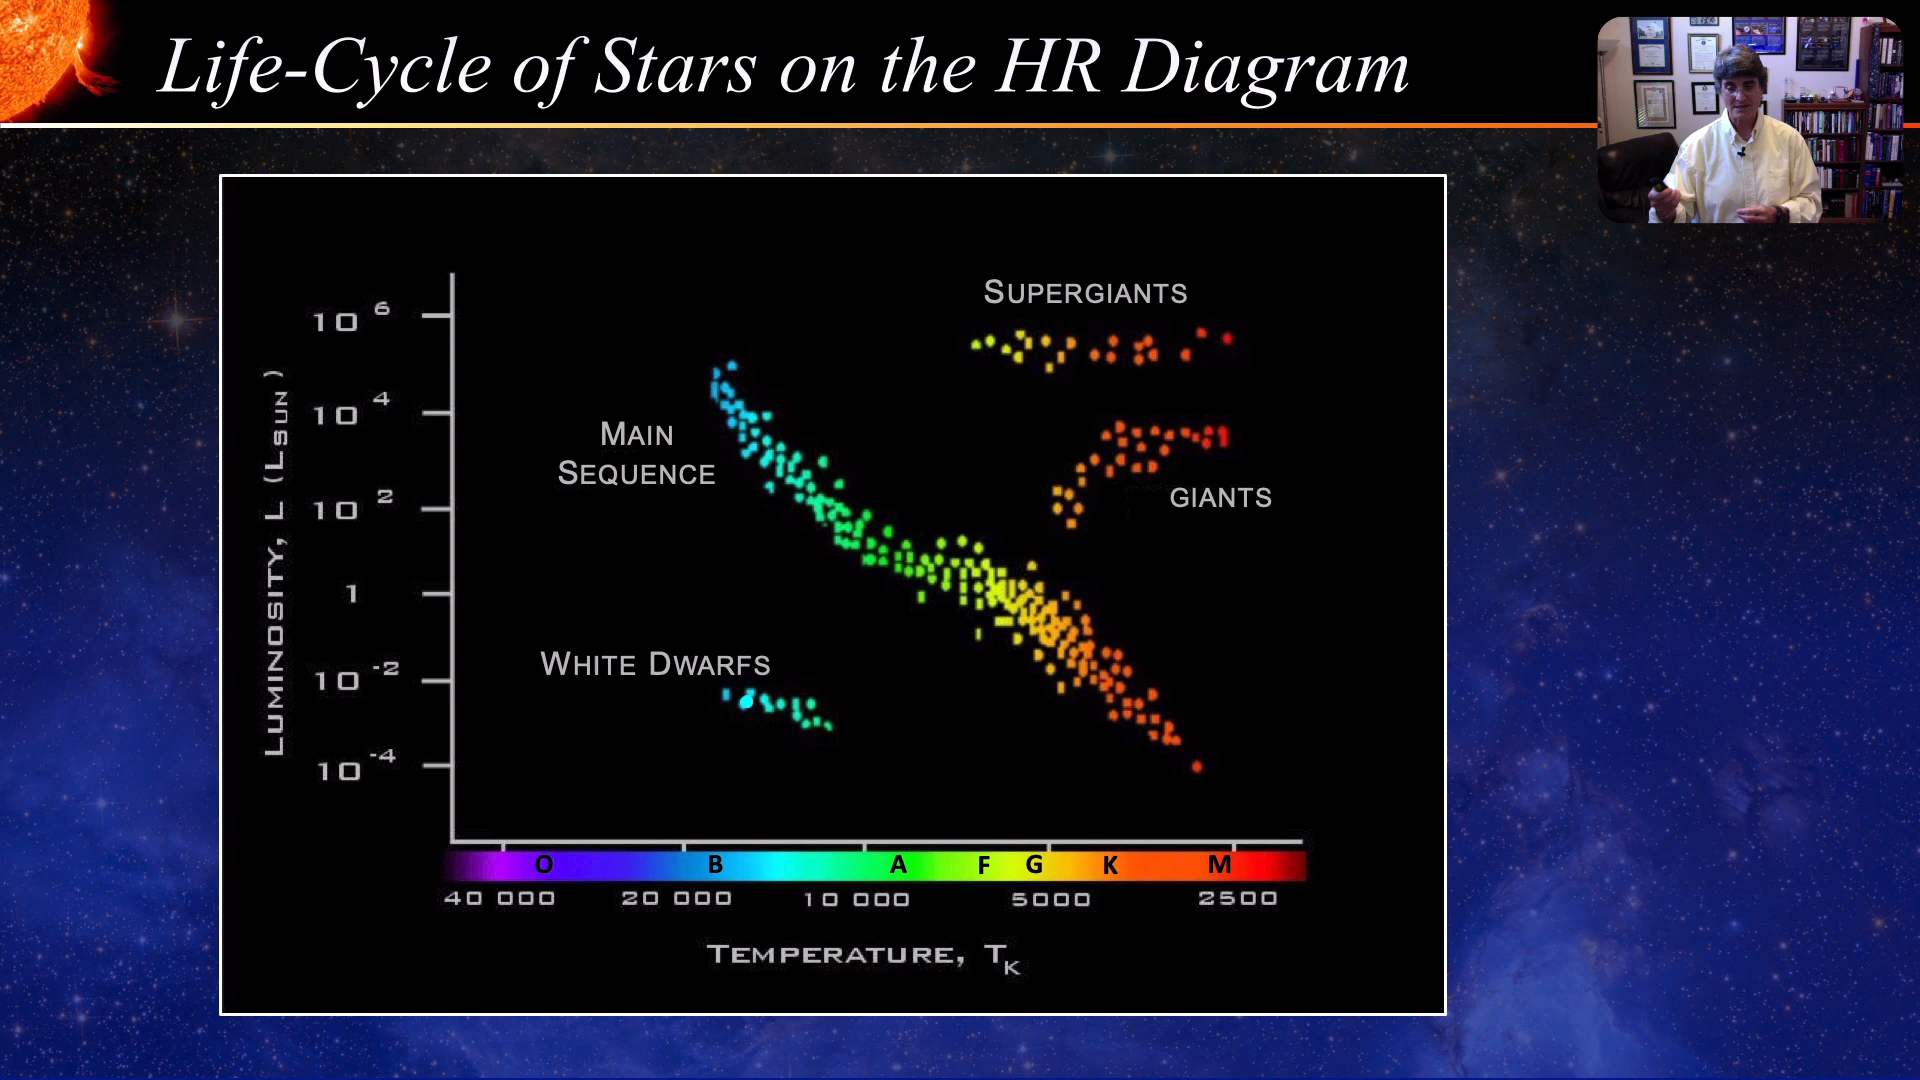 Life-Cycle of Stars on the HR Diagram
SUPERGIANTS
10 6
10 4
MAIN
SEQUENCE
10 2
GIANTS
LUMINOSITY, L (LSUN)
1
WHITE DWARFS
10 -2
10 -4
O B A F G K M
40 000 20 000 10 000 5000 2500
TEMPERATURE, TK